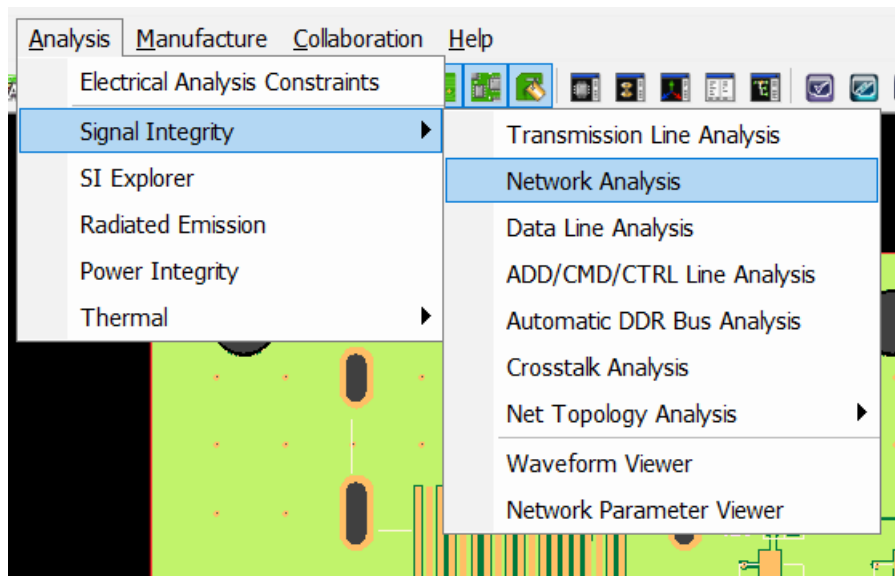 Analysis Manufacture Collaboration Help
Electrical Analysis Constraints
Signal Integrity
SI Explorer
Radiated Emission
Power Integrity
Thermal
Transmission Line Analysis
Network Analysis
Data Line Analysis
ADD/CMD/CTRL Line Analysis
Automatic DDR Bus Analysis
Crosstalk Analysis
Net Topology Analysis
Waveform Viewer
Network Parameter Viewer